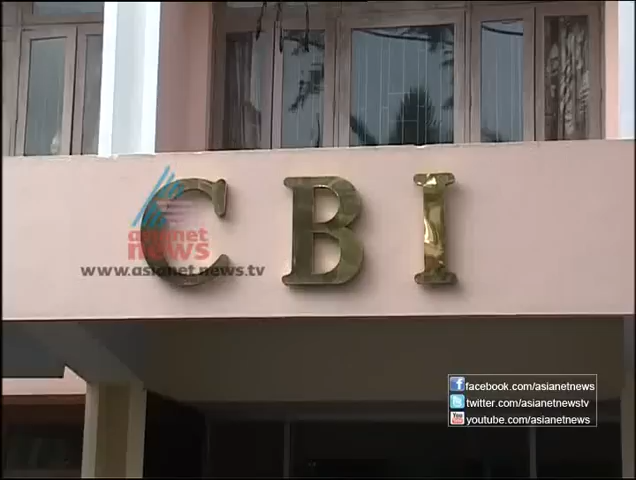 CBI
asianet
news
www.asianetnews.tv
facebook.com/asianetnews
twitter.com/asianetnewstv
youtube.com/asianetnews